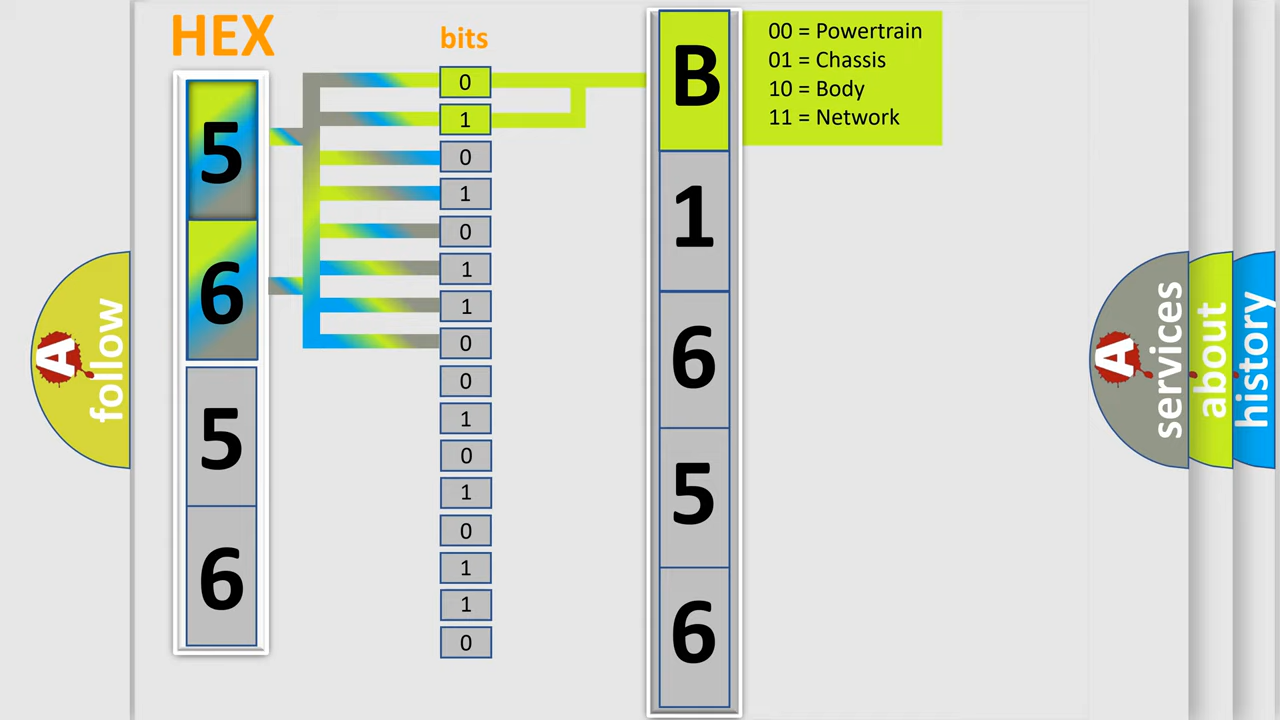 HEX
bits
5
6
5
6
0
1
0
1
0
1
1
0
0
1
0
1
0
1
1
0
B
1
6
5
6
00 = Powertrain
01 = Chassis
10 = Body
11 = Network
A
follow
A
services
about
history